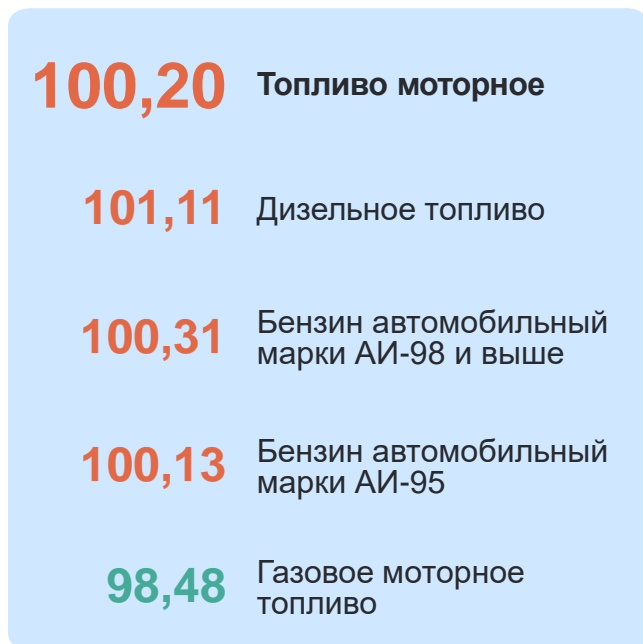 100,20 Топливо моторное
101,11 Дизельное топливо
100,31 Бензин автомобильный
марки АИ-98 и выше
100,13 Бензин автомобильный
марки АИ-95
98,48 Газовое моторное
топливо